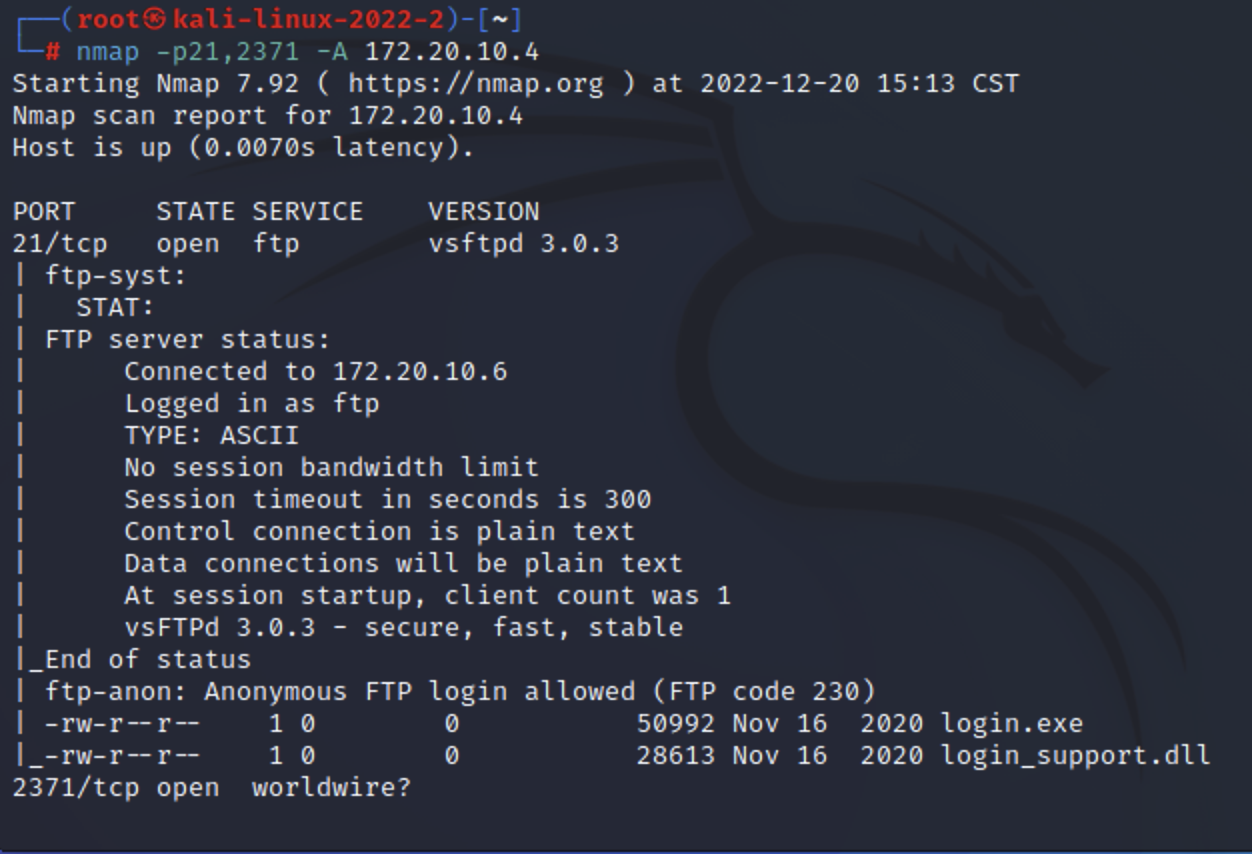 ┌──(root㉿kali-linux-2022-2)-[~]
└─# nmap -p21,2371 -A 172.20.10.4
Starting Nmap 7.92 ( https://nmap.org ) at 2022-12-20 15:13 CST
Nmap scan report for 172.20.10.4
Host is up (0.0070s latency).

PORT     STATE SERVICE    VERSION
21/tcp   open  ftp        vsftpd 3.0.3
| ftp-syst:
|   STAT:
| FTP server status:
|      Connected to 172.20.10.6
|      Logged in as ftp
|      TYPE: ASCII
|      No session bandwidth limit
|      Session timeout in seconds is 300
|      Control connection is plain text
|      Data connections will be plain text
|      At session startup, client count was 1
|      vsFTPd 3.0.3 - secure, fast, stable
|_End of status
| ftp-anon: Anonymous FTP login allowed (FTP code 230)
| -rw-r--r--    1 0        0           50992 Nov 16  2020 login.exe
|_-rw-r--r--    1 0        0           28613 Nov 16  2020 login_support.dll
2371/tcp open  worldwire?